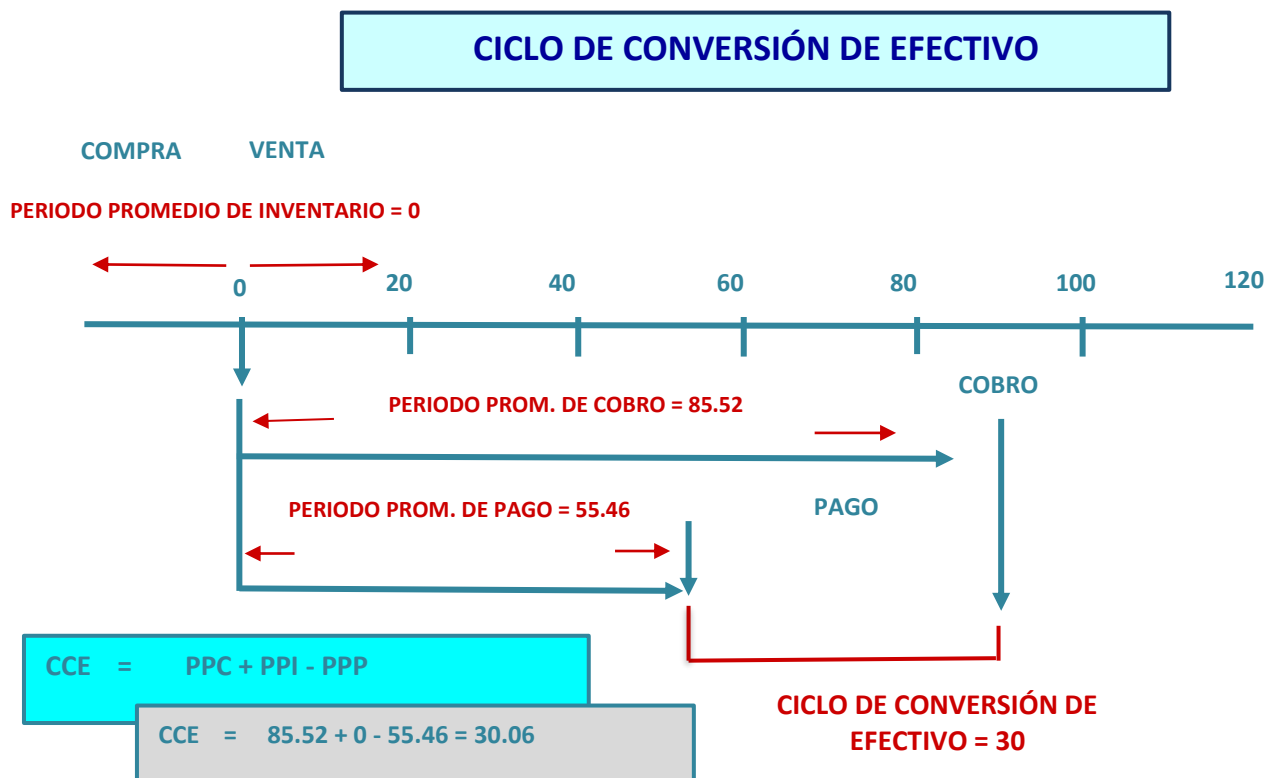 CICLO DE CONVERSIÓN DE EFECTIVO
COMPRA VENTA
PERIODO PROMEDIO DE INVENTARIO = 0
0 20 40 60 80 100 120
COBRO
PERIODO PROM. DE COBRO = 85.52
PERIODO PROM. DE PAGO = 55.46
PAGO
CCE = PPC + PPI - PPP
CCE = 85.52 + 0 - 55.46 = 30.06
CICLO DE CONVERSIÓN DE
EFECTIVO = 30